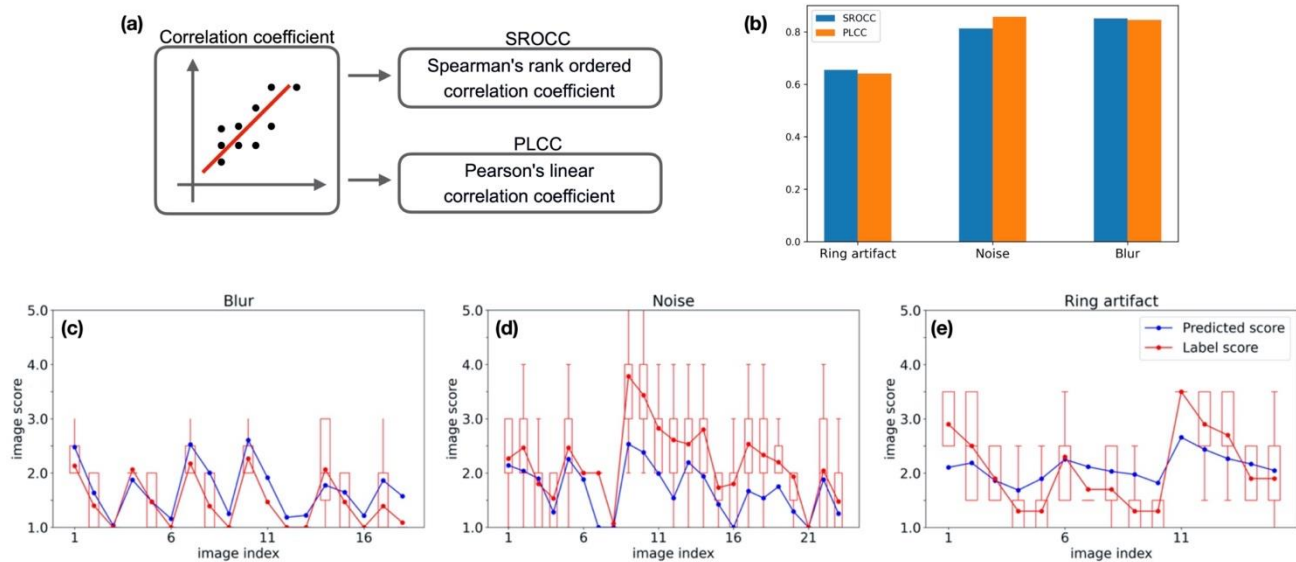 (a)
Correlation coefficient
SROCC
Spearman's rank ordered
correlation coefficient
PLCC
Pearson's linear
correlation coefficient
(b)
SROCC
PLCC
0.8
0.6
0.4
0.2
0.0
Ring artifact
Noise
Blur
Blur
(c)
5.0
4.0
3.0
2.0
1.0
image score
1
6
11
16
image index
Noise
(d)
5.0
4.0
3.0
2.0
1.0
image score
1
6
11
16
21
image index
Ring artifact
(e)
Predicted score
Label score
5.0
4.0
3.0
2.0
1.0
image score
1
6
11
image index